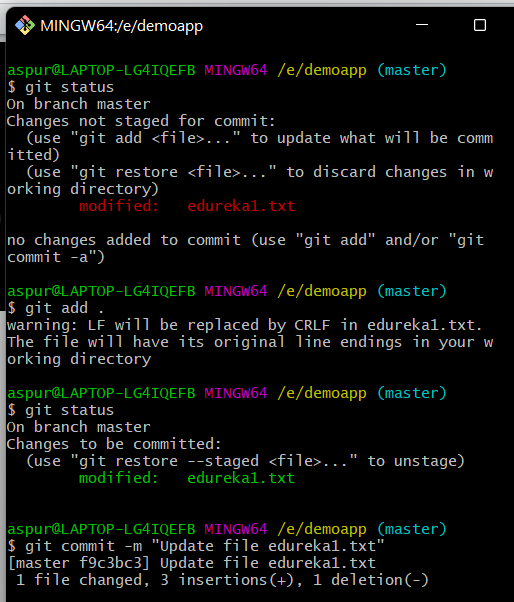 MINGW64:/e/demoapp
aspur@LAPTOP-LG4IQEFB MINGW64 /e/demoapp (master)
$ git status
On branch master
Changes not staged for commit:
  (use "git add <file>..." to update what will be comm
itted)
  (use "git restore <file>..." to discard changes in w
orking directory)
        modified:   edureka1.txt

no changes added to commit (use "git add" and/or "git
commit -a")

aspur@LAPTOP-LG4IQEFB MINGW64 /e/demoapp (master)
$ git add .
warning: LF will be replaced by CRLF in edureka1.txt.
The file will have its original line endings in your w
orking directory

aspur@LAPTOP-LG4IQEFB MINGW64 /e/demoapp (master)
$ git status
On branch master
Changes to be committed:
  (use "git restore --staged <file>..." to unstage)
        modified:   edureka1.txt


aspur@LAPTOP-LG4IQEFB MINGW64 /e/demoapp (master)
$ git commit -m "Update file edureka1.txt"
[master f9c3bc3] Update file edureka1.txt
 1 file changed, 3 insertions(+), 1 deletion(-)